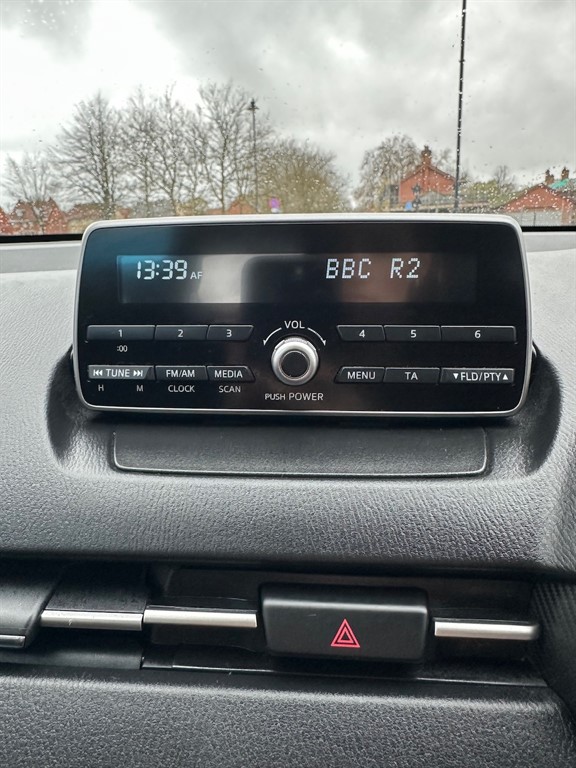 13:39 AF BBC R2
VOL
1 2 3 4 5 6
:00
⏮ TUNE ⏭ FM/AM MEDIA MENU TA ▼FLD/PTY▲
H M CLOCK SCAN
PUSH POWER